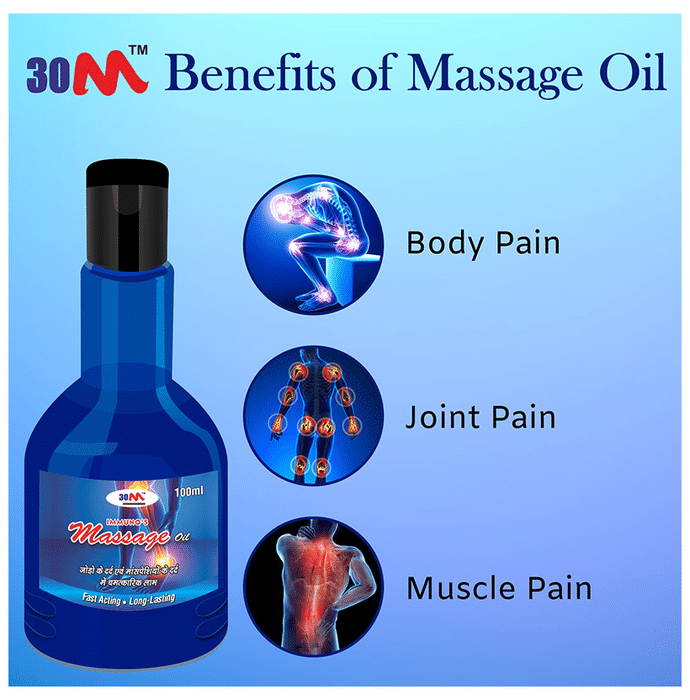 30M™ Benefits of Massage Oil
Body Pain
Joint Pain
Muscle Pain
30M™
100ml
IMMUNO'S
Massage Oil
जोड़ो के दर्द एवं मांसपेशियों के दर्द
में चमत्कारिक लाभ
Fast Acting • Long-Lasting